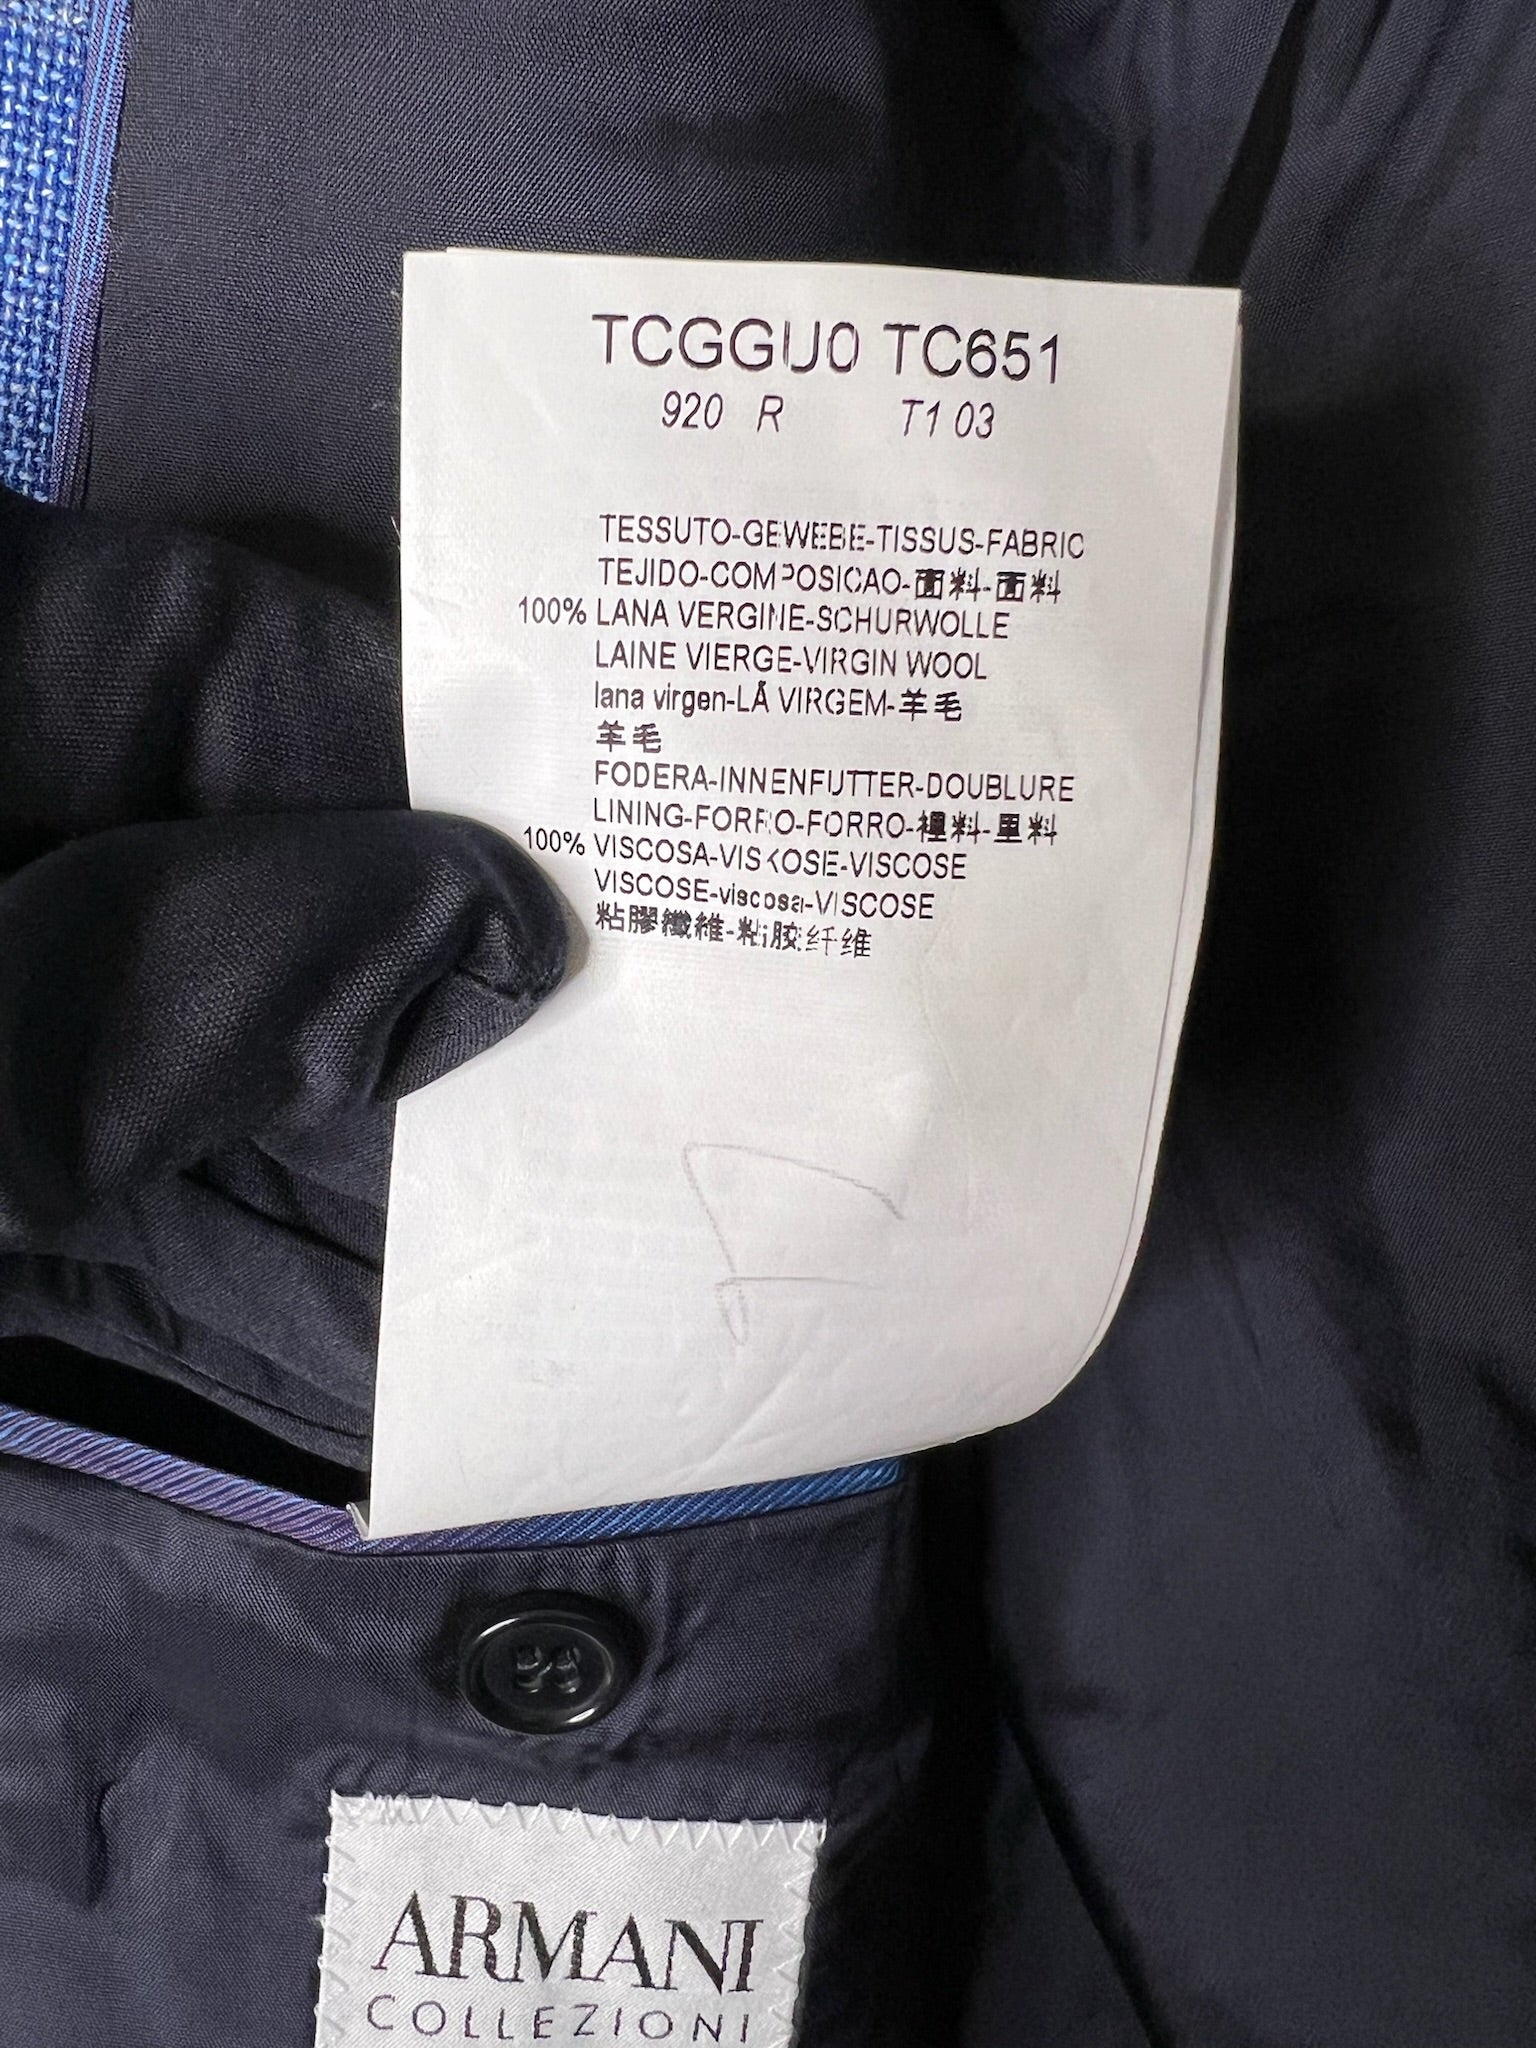 TCGGIJ0 TC651
920 R T1 03
TESSUTO-GEWEBE-TISSUS-FABRIC
TEJIDO-COMPOSICAO-面料-面料
100% LANA VERGINE-SCHURWOLLE
LAINE VIERGE-VIRGIN WOOL
lana virgen-LÃ VIRGEM-羊毛
羊毛
FODERA-INNENFUTTER-DOUBLURE
LINING-FORRO-FORRO-裡料-里料
100% VISCOSA-VISKOSE-VISCOSE
VISCOSE-viscosa-VISCOSE
粘膠纖維-粘胶纤维
ARMANI
COLLEZIONI